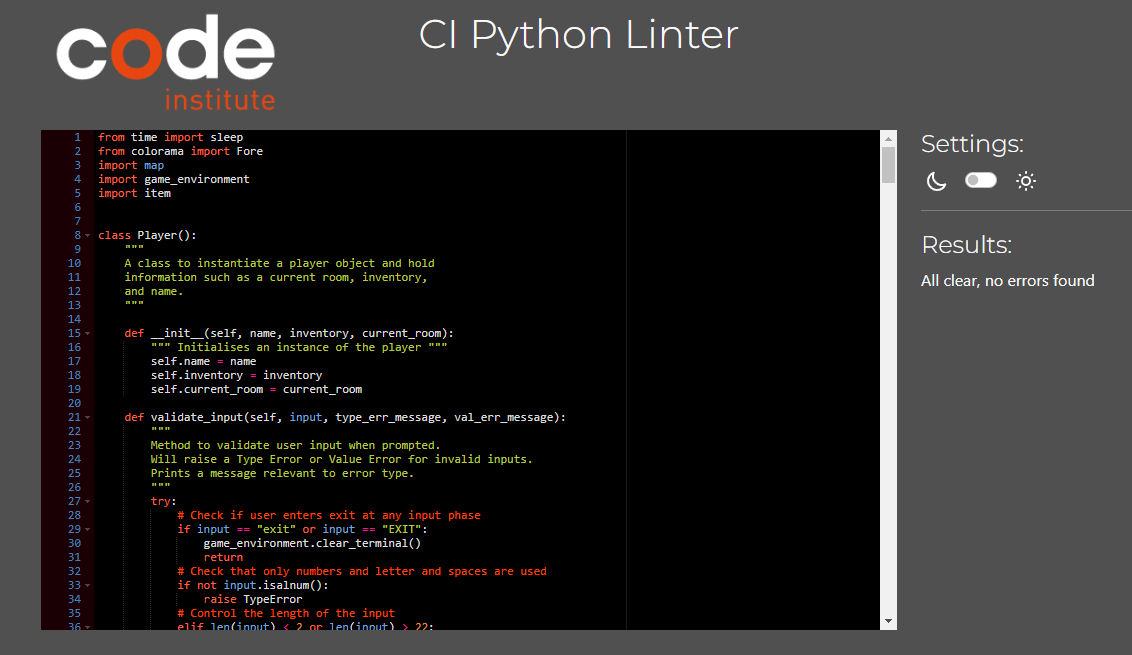 code
institute
CI Python Linter
1 from time import sleep
2 from colorama import Fore
3 import map
4 import game_environment
5 import item
6
7
8 class Player():
9 """
10 A class to instantiate a player object and hold
11 information such as a current room, inventory,
12 and name.
13 """
14
15 def __init__(self, name, inventory, current_room):
16 """ Initialises an instance of the player """
17 self.name = name
18 self.inventory = inventory
19 self.current_room = current_room
20
21 def validate_input(self, input, type_err_message, val_err_message):
22 """
23 Method to validate user input when prompted.
24 Will raise a Type Error or Value Error for invalid inputs.
25 Prints a message relevant to error type.
26 """
27 try:
28 # Check if user enters exit at any input phase
29 if input == "exit" or input == "EXIT":
30 game_environment.clear_terminal()
31 return
32 # Check that only numbers and letter and spaces are used
33 if not input.isalnum():
34 raise TypeError
35 # Control the length of the input
36 elif len(input) < 2 or len(input) > 22:
Settings:
Results:
All clear, no errors found